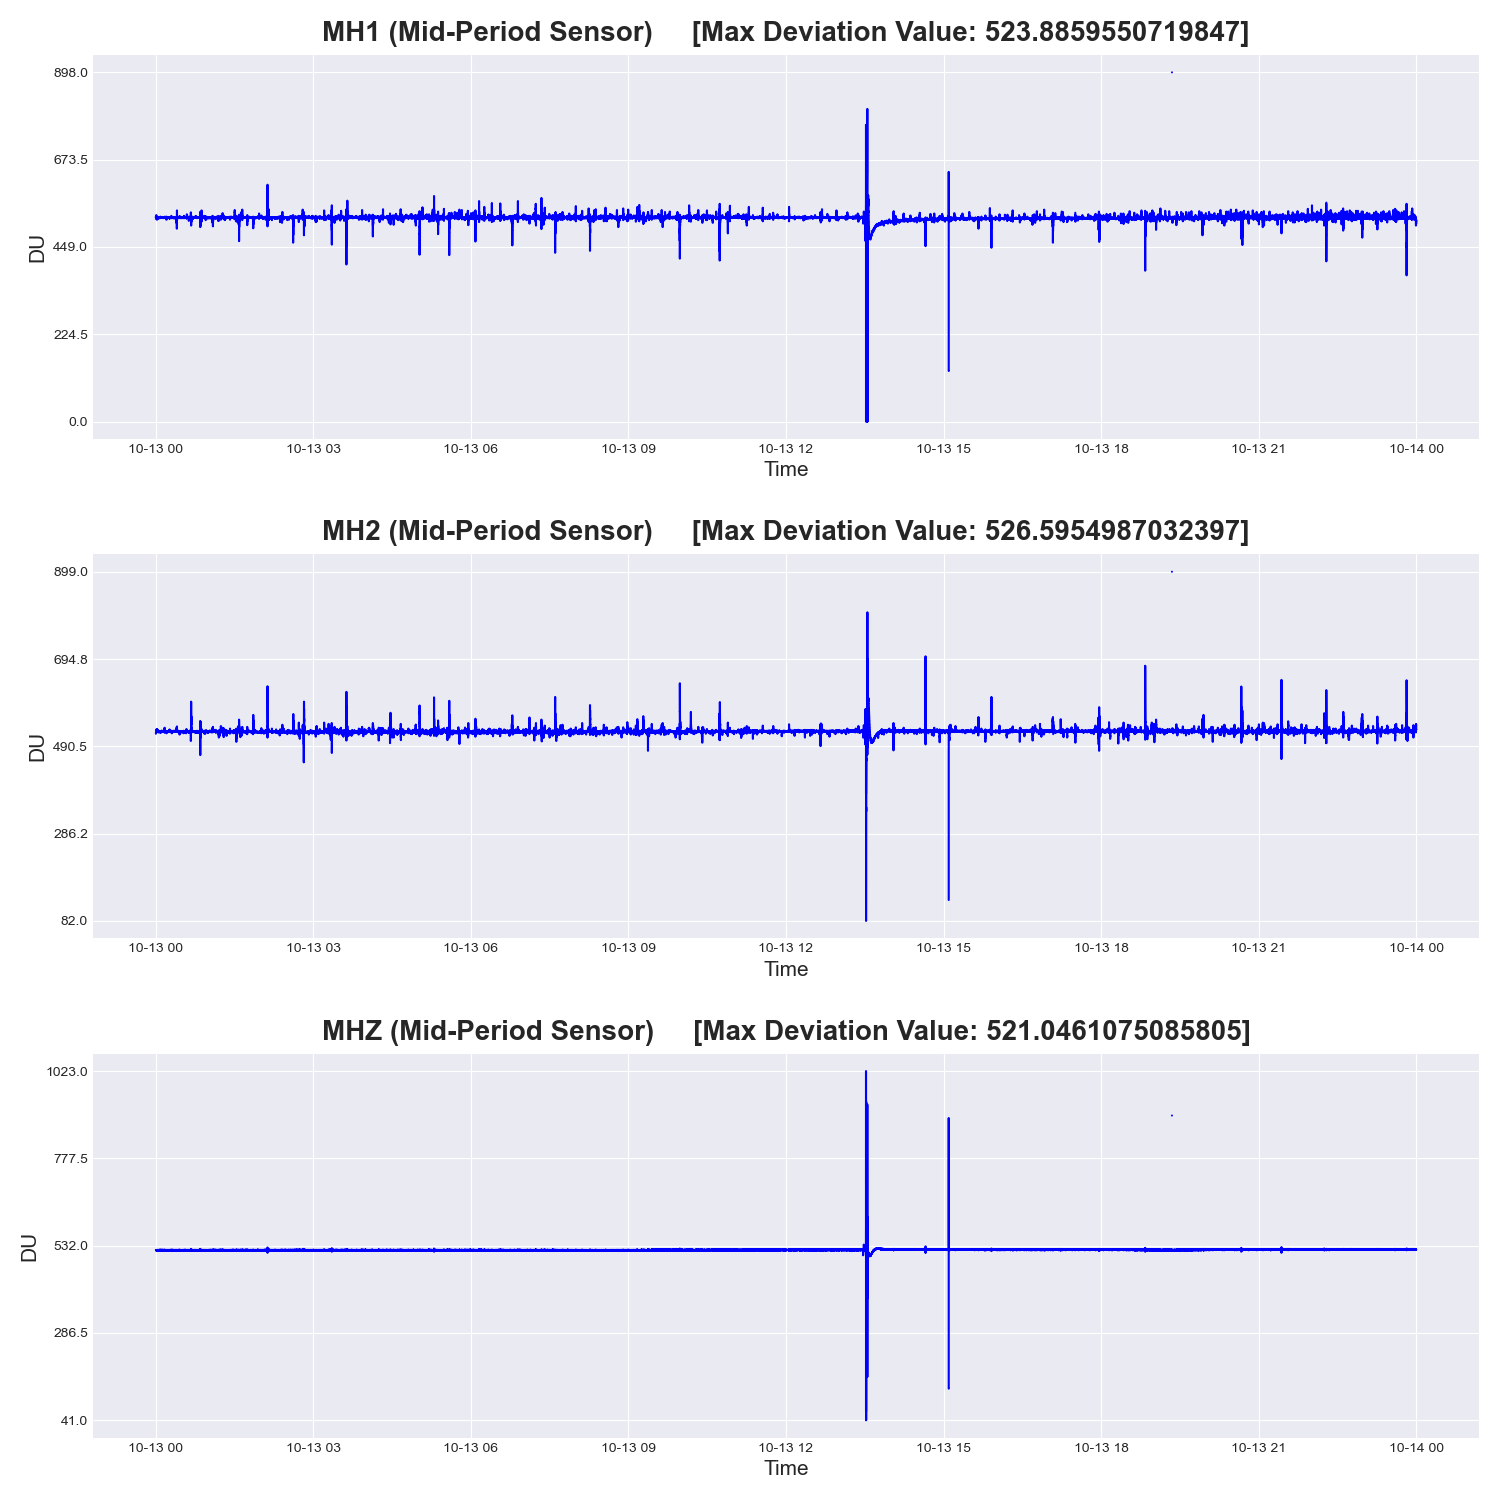 MH1 (Mid-Period Sensor) [Max Deviation Value: 523.8859550719847]
898.0
673.5
449.0
224.5
0.0
DU
10-13 00 10-13 03 10-13 06 10-13 09 10-13 12 10-13 15 10-13 18 10-13 21 10-14 00
Time
MH2 (Mid-Period Sensor) [Max Deviation Value: 526.5954987032397]
899.0
694.8
490.5
286.2
82.0
DU
10-13 00 10-13 03 10-13 06 10-13 09 10-13 12 10-13 15 10-13 18 10-13 21 10-14 00
Time
MHZ (Mid-Period Sensor) [Max Deviation Value: 521.0461075085805]
1023.0
777.5
532.0
286.5
41.0
DU
10-13 00 10-13 03 10-13 06 10-13 09 10-13 12 10-13 15 10-13 18 10-13 21 10-14 00
Time